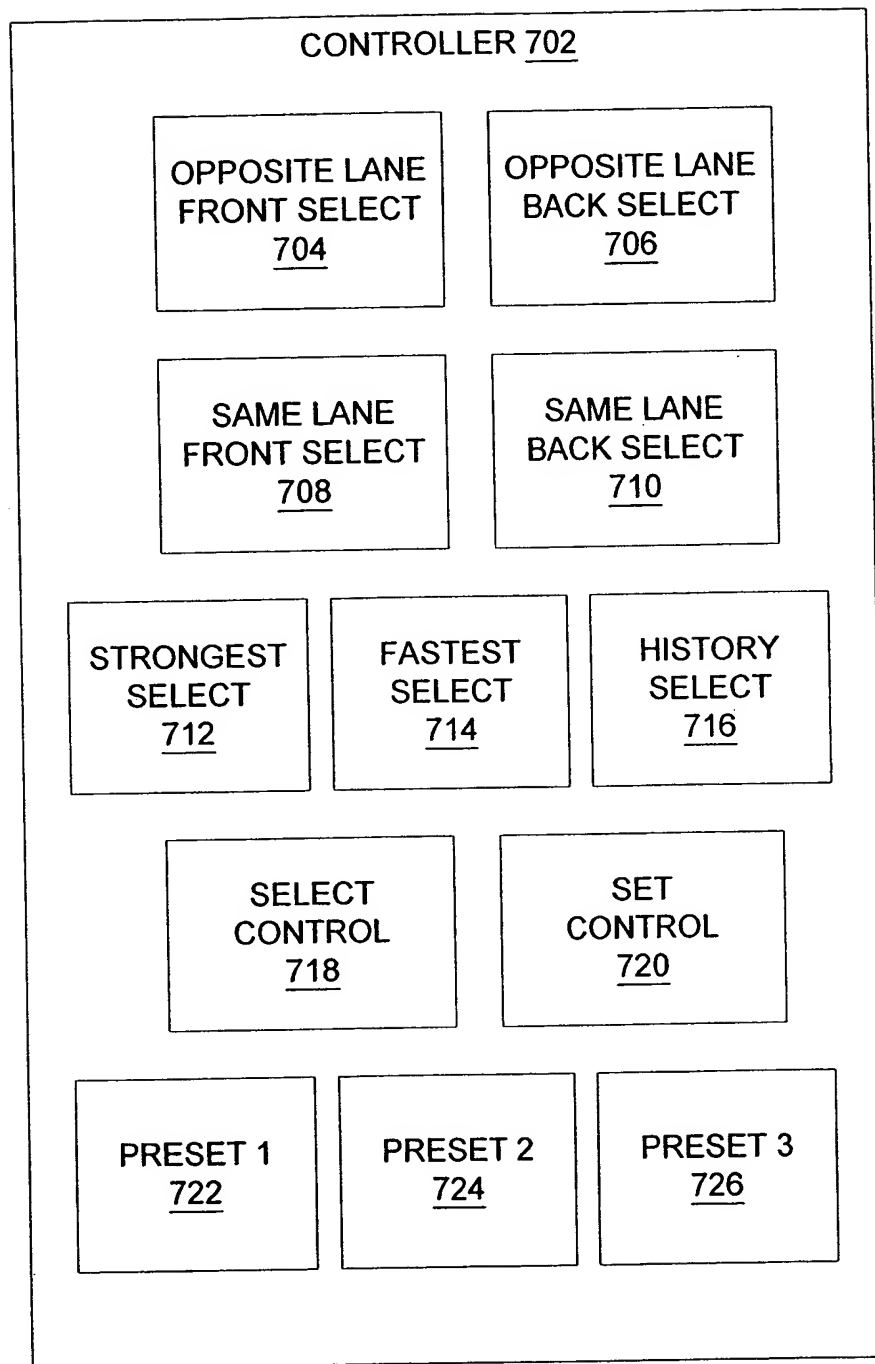 CONTROLLER 702
OPPOSITE LANE
FRONT SELECT
704
OPPOSITE LANE
BACK SELECT
706
SAME LANE
FRONT SELECT
708
SAME LANE
BACK SELECT
710
STRONGEST
SELECT
712
FASTEST
SELECT
714
HISTORY
SELECT
716
SELECT
CONTROL
718
SET
CONTROL
720
PRESET 1
722
PRESET 2
724
PRESET 3
726